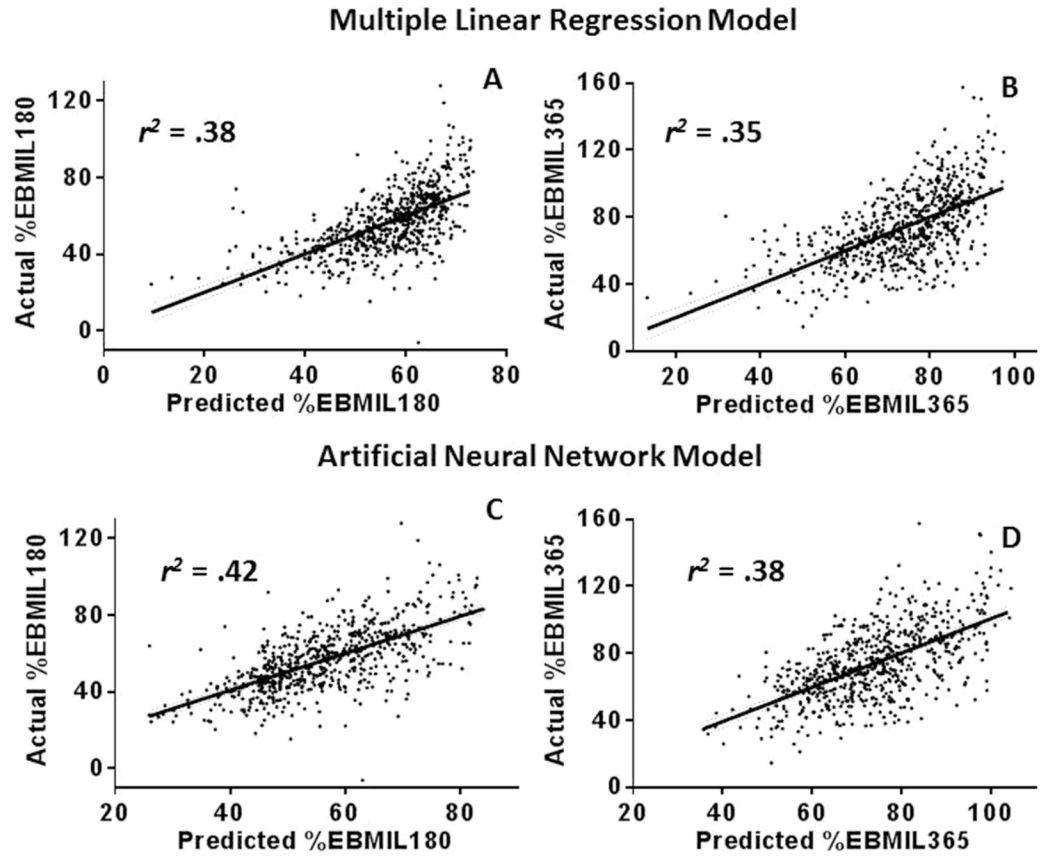 Multiple Linear Regression Model
A
r² = .38
Actual %EBMIL180
120
80
40
0
0
20
40
60
80
Predicted %EBMIL180
B
r² = .35
Actual %EBMIL365
160
120
80
40
0
20
40
60
80
100
Predicted %EBMIL365
Artificial Neural Network Model
C
r² = .42
Actual %EBMIL180
120
80
40
0
20
40
60
80
Predicted %EBMIL180
D
r² = .38
Actual %EBMIL365
160
120
80
40
0
20
40
60
80
100
Predicted %EBMIL365